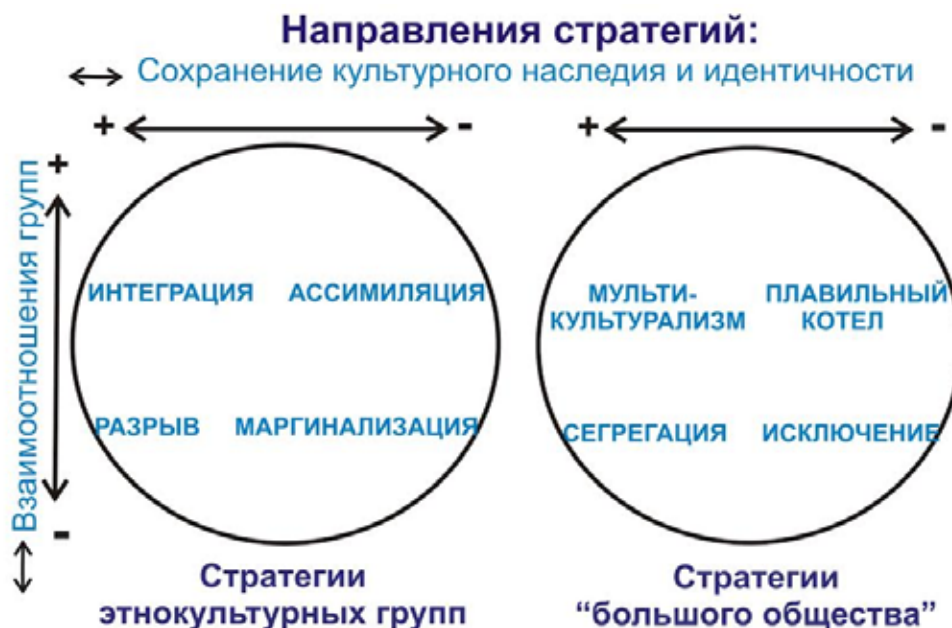 Направления стратегий:
Сохранение культурного наследия и идентичности
+ -
+ -
Взаимоотношения групп
+
-
ИНТЕГРАЦИЯ
АССИМИЛЯЦИЯ
РАЗРЫВ
МАРГИНАЛИЗАЦИЯ
МУЛЬТИ-
КУЛЬТУРАЛИЗМ
ПЛАВИЛЬНЫЙ
КОТЕЛ
СЕГРЕГАЦИЯ
ИСКЛЮЧЕНИЕ
Стратегии
этнокультурных групп
Стратегии
“большого общества”